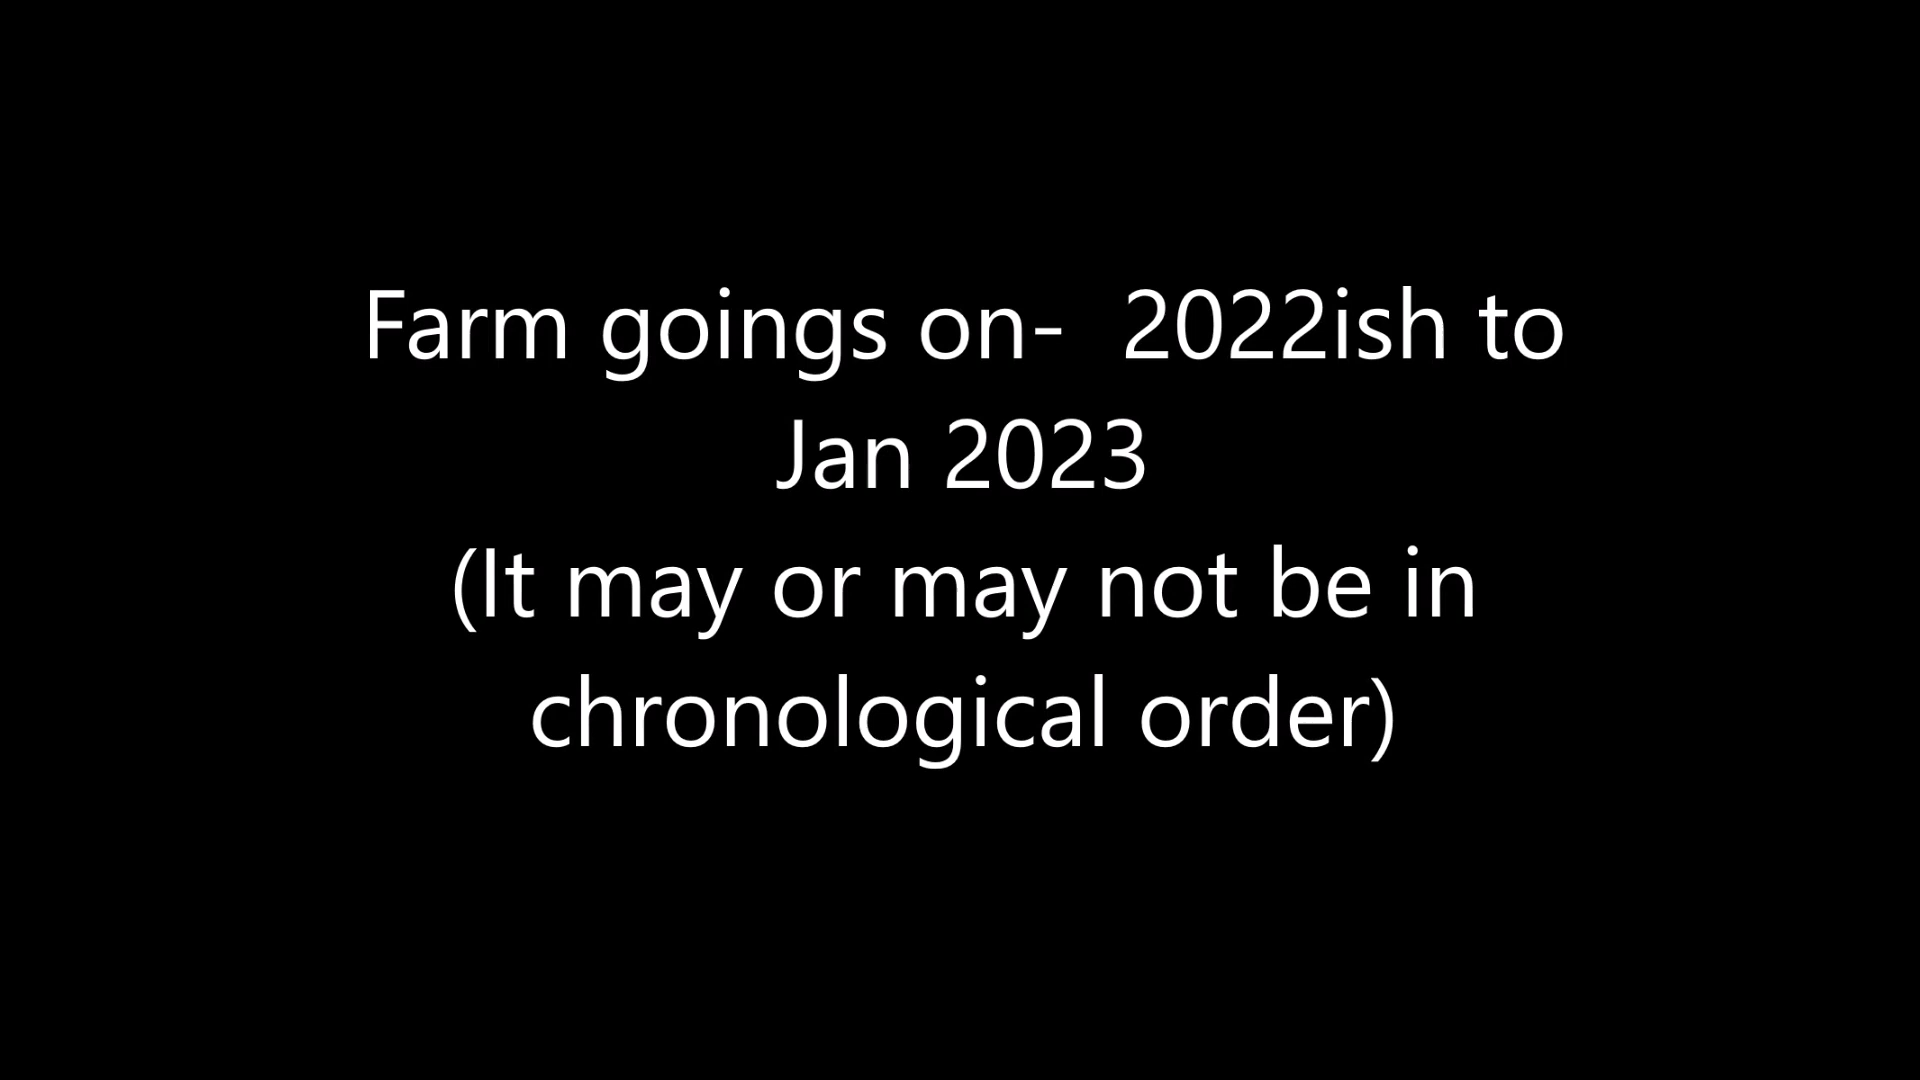 Farm goings on-  2022ish to
Jan 2023
(It may or may not be in
chronological order)